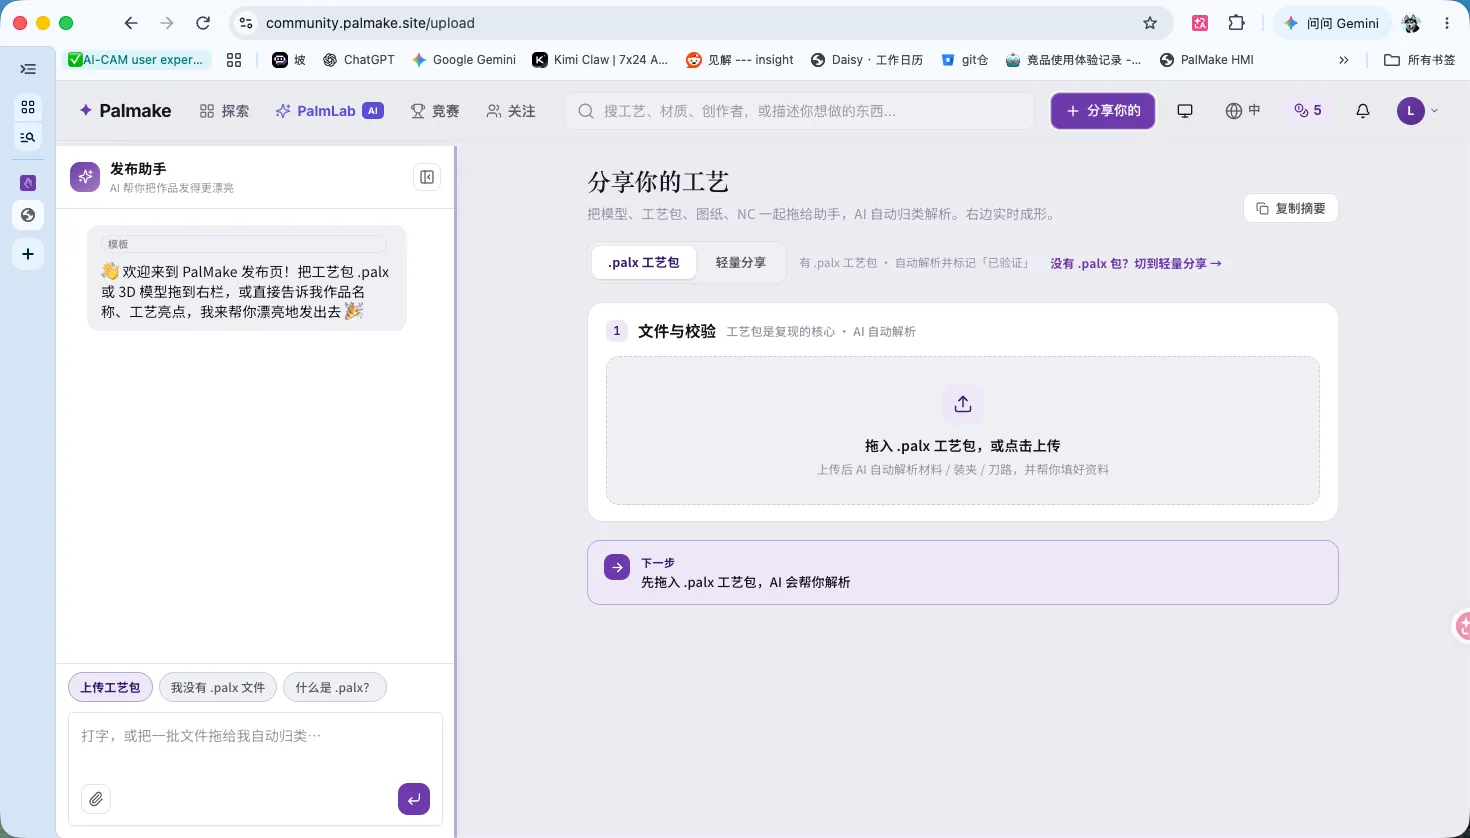 community.palmake.site/upload
问问 Gemini
AI-CAM user exper...
坡
ChatGPT
Google Gemini
Kimi Claw | 7x24 A...
见解 --- insight
Daisy · 工作日历
git仓
竞品使用体验记录 -...
PalMake HMI
所有书签
Palmake
探索
PalmLab AI
竞赛
关注
搜工艺、材质、创作者，或描述你想做的东西...
分享你的
中
5
L
发布助手
AI 帮你把作品发得更漂亮
模板
👋 欢迎来到 PalMake 发布页！把工艺包 .palx
或 3D 模型拖到右栏，或直接告诉我作品名
称、工艺亮点，我来帮你漂亮地发出去 🎉
上传工艺包
我没有 .palx 文件
什么是 .palx？
打字，或把一批文件拖给我自动归类…
分享你的工艺
把模型、工艺包、图纸、NC 一起拖给助手，AI 自动归类解析。右边实时成形。
复制摘要
.palx 工艺包
轻量分享
有 .palx 工艺包 · 自动解析并标记「已验证」
没有 .palx 包？切到轻量分享 →
1
文件与校验
工艺包是复现的核心 · AI 自动解析
拖入 .palx 工艺包，或点击上传
上传后 AI 自动解析材料 / 装夹 / 刀路，并帮你填好资料
下一步
先拖入 .palx 工艺包，AI 会帮你解析